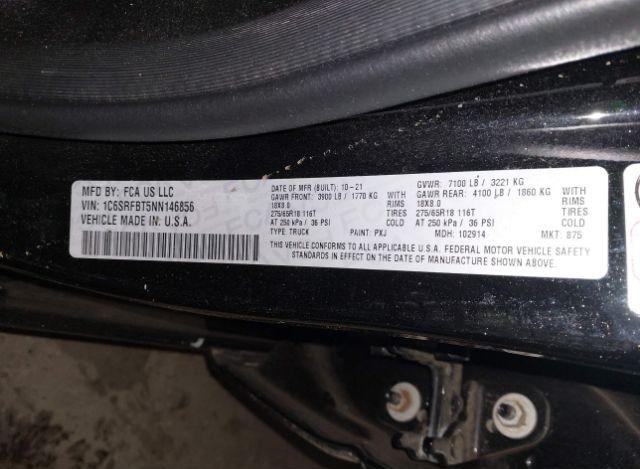 MFD BY: FCA US LLC
VIN: 1C6SRFBT5NN146856
VEHICLE MADE IN U.S.A.
DATE OF MFR (BUILT): 10-21 GVWR: 7100 LB / 3221 KG
GAWR FRONT: 3900 LB / 1770 KG WITH GAWR REAR: 4100 LB / 1860 KG WITH
18X8.0 RIMS 18X8.0 RIMS
275/65R18 116T TIRES 275/65R18 116T TIRES
AT 250 kPa / 36 PSI COLD AT 250 kPa / 36 PSI COLD
TYPE: TRUCK PAINT: PXJ MDH: 102914 MKT: 875
THIS VEHICLE CONFORMS TO ALL APPLICABLE U.S.A. FEDERAL MOTOR VEHICLE SAFETY
STANDARDS IN EFFECT ON THE DATE OF MANUFACTURE SHOWN ABOVE.